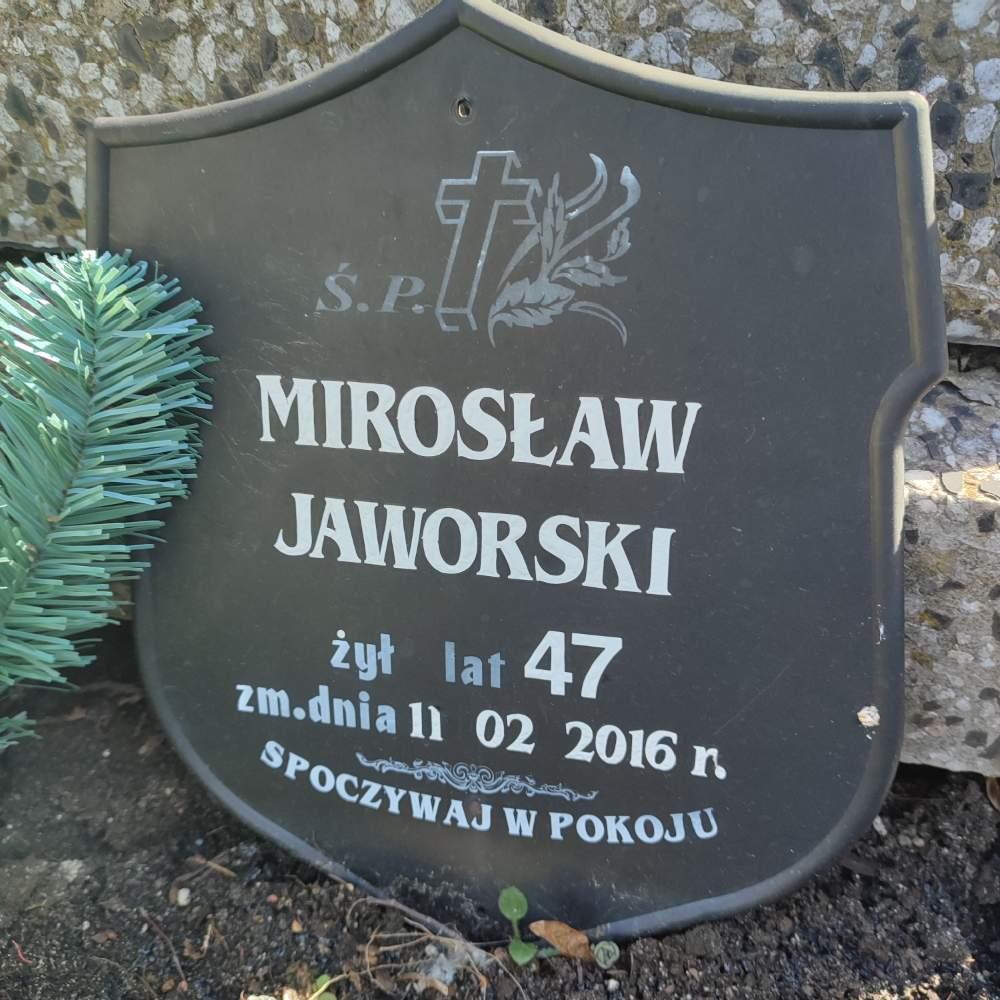 Ś.P.
MIROSŁAW
JAWORSKI
żył lat 47
zm.dnia 11 02 2016 r.
SPOCZYWAJ W POKOJU